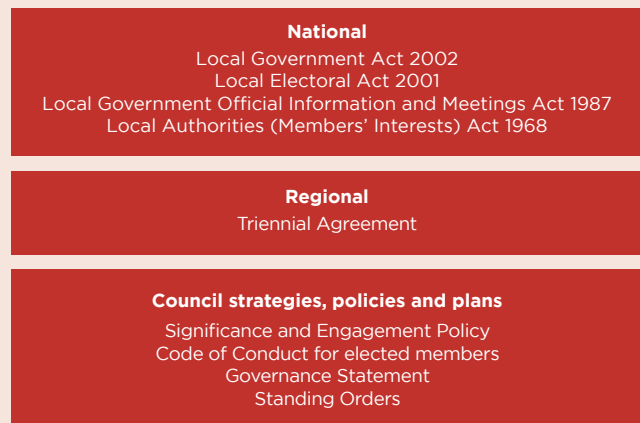 National
Local Government Act 2002
Local Electoral Act 2001
Local Government Official Information and Meetings Act 1987
Local Authorities (Members’ Interests) Act 1968
Regional
Triennial Agreement
Council strategies, policies and plans
Significance and Engagement Policy
Code of Conduct for elected members
Governance Statement
Standing Orders